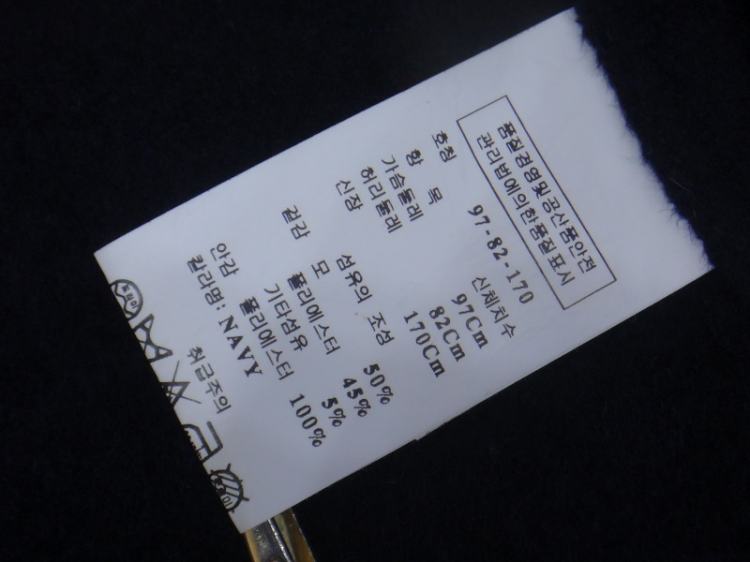 품질경영및공산품안전
관리법에의한품질표시
호칭 97-82-170
항 목 신체치수
가슴둘레 97Cm
허리둘레 82Cm
신장 170Cm
섬유의 조성
겉감 모 50%
폴리에스터 45%
기타섬유 5%
안감 폴리에스터 100%
칼라명: NAVY
취급주의
드라이